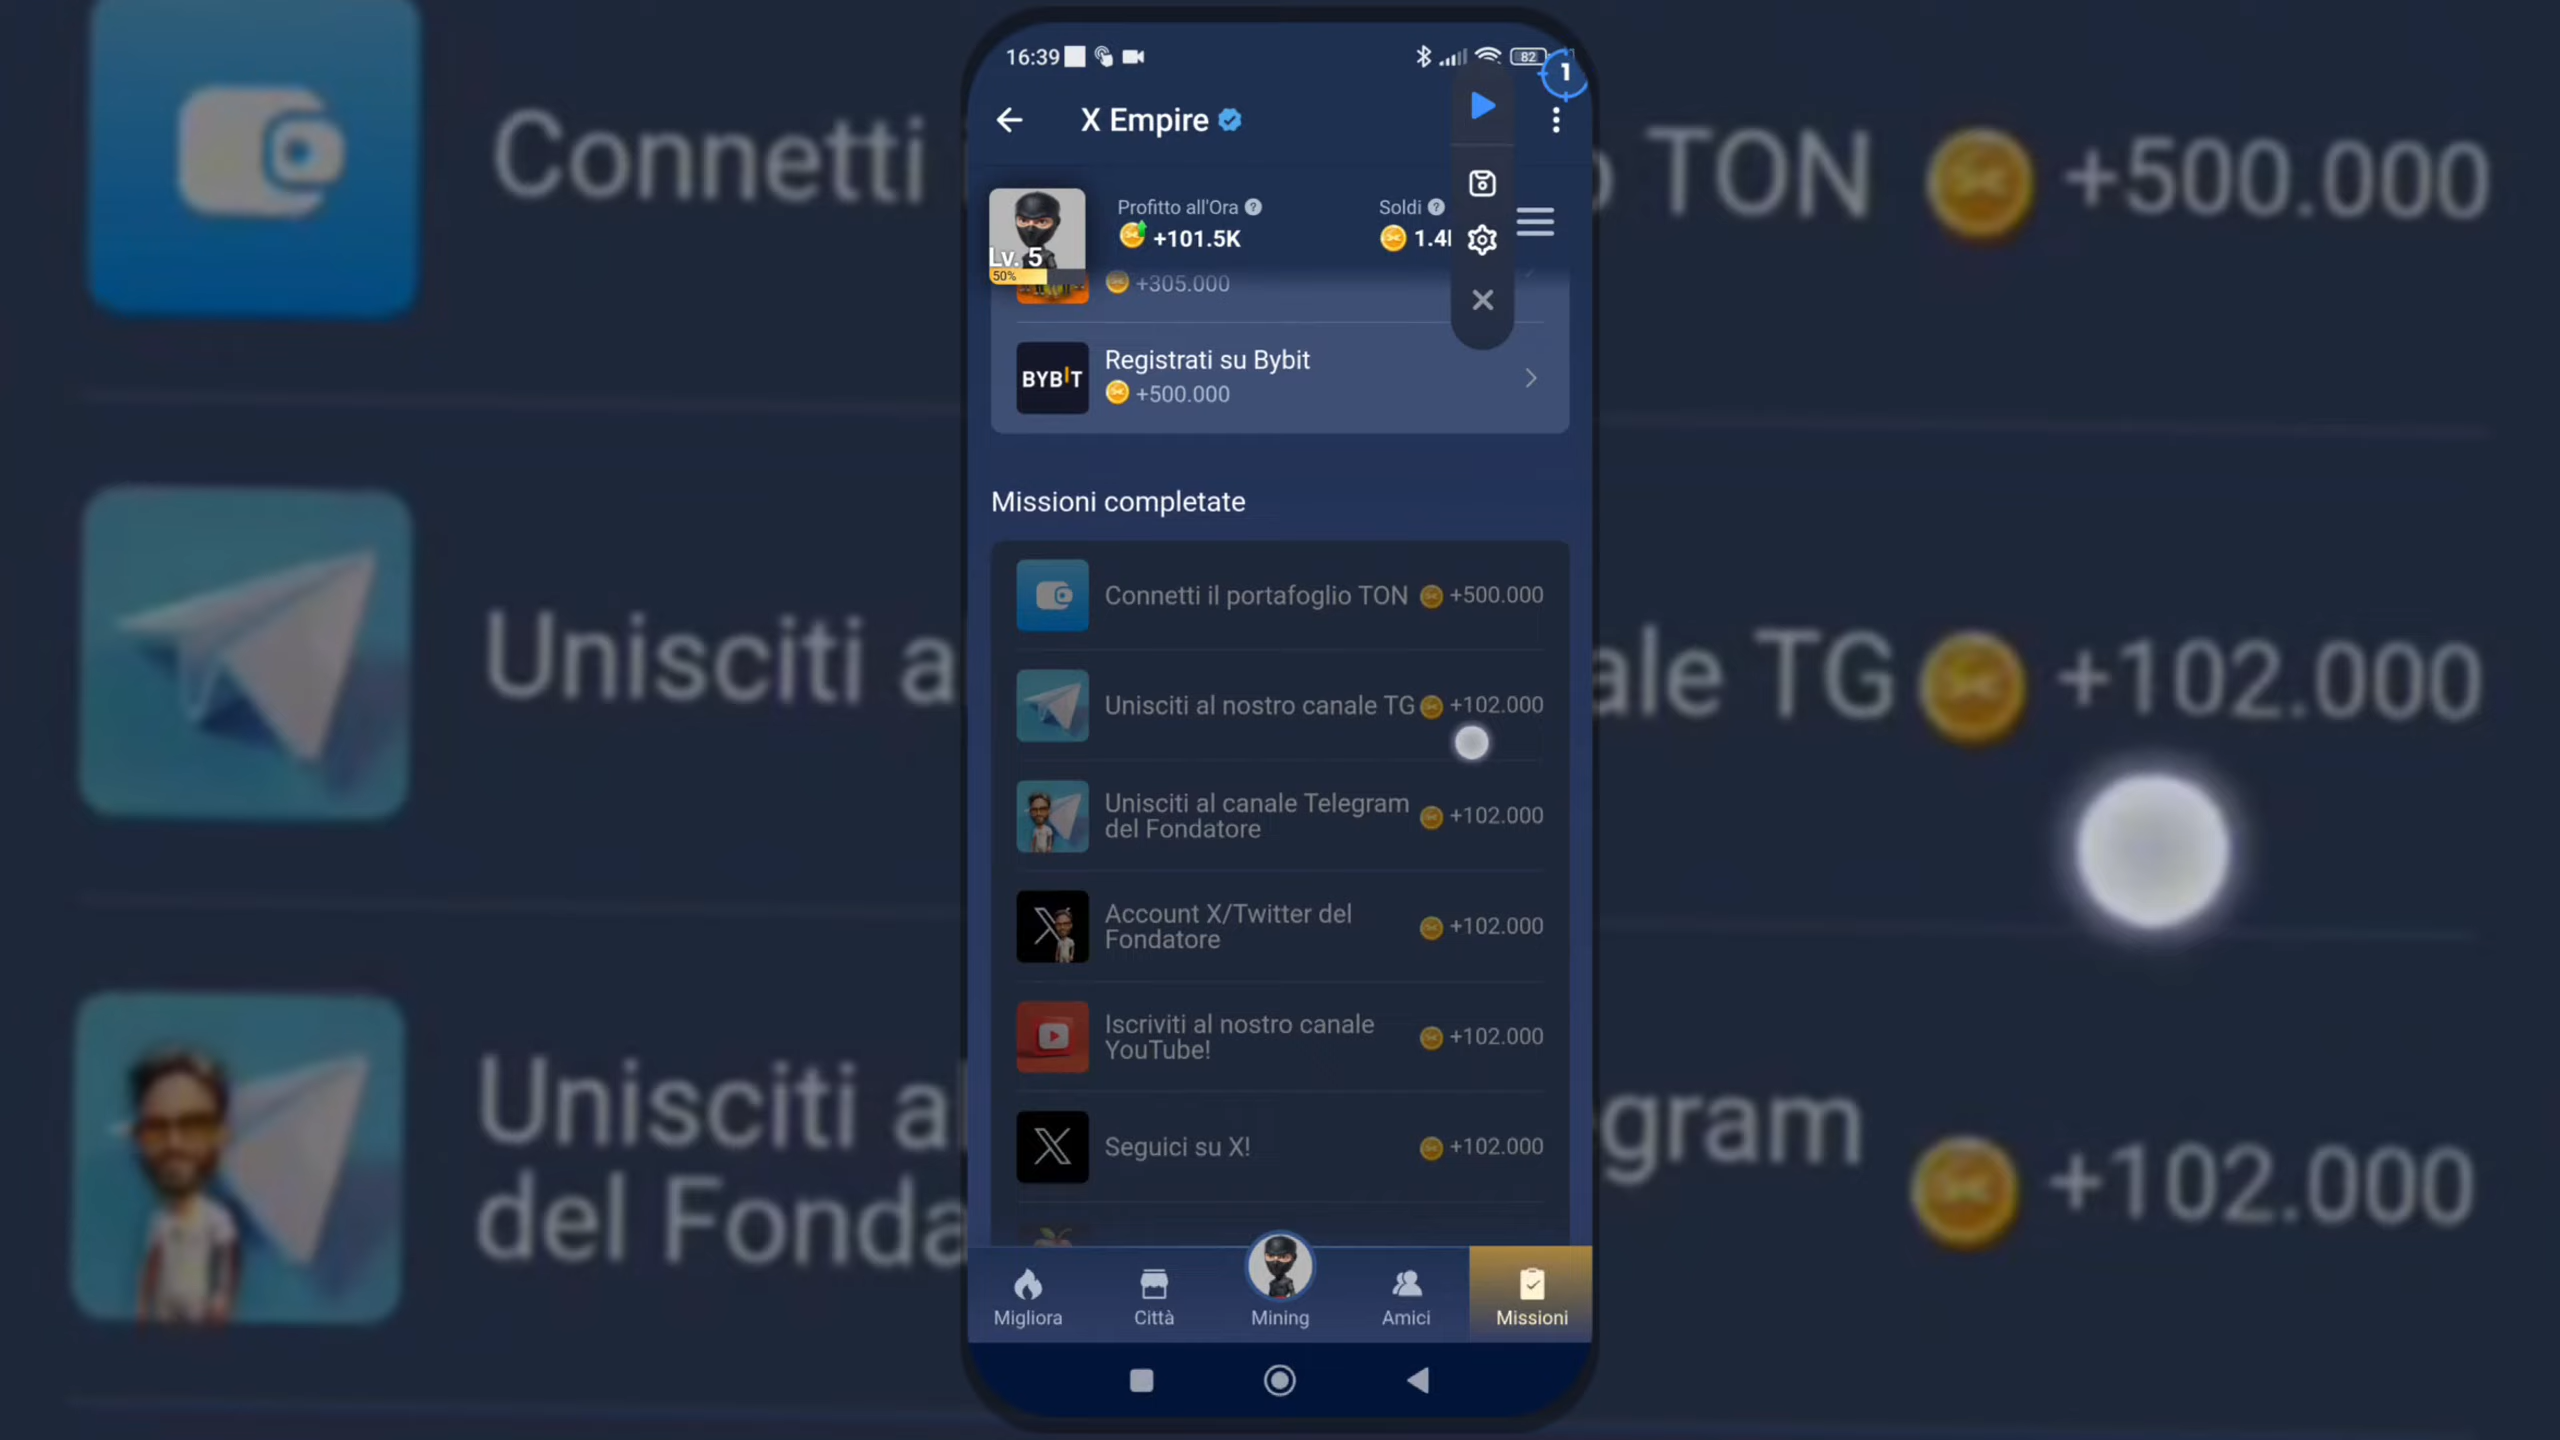 16:39
82
1
X Empire
Profitto all'Ora
Soldi
+101.5K
1.4
Lv. 5
50%
+305.000
BYBIT
Registrati su Bybit
+500.000
Missioni completate
Connetti il portafoglio TON +500.000
Unisciti al nostro canale TG +102.000
Unisciti al canale Telegram
del Fondatore
+102.000
Account X/Twitter del
Fondatore
+102.000
Iscriviti al nostro canale
YouTube!
+102.000
Seguici su X!
+102.000
Migliora
Città
Mining
Amici
Missioni
Connetti
TON +500.000
Unisciti a
ale TG +102.000
Unisciti al
del Fonda
gram
+102.000